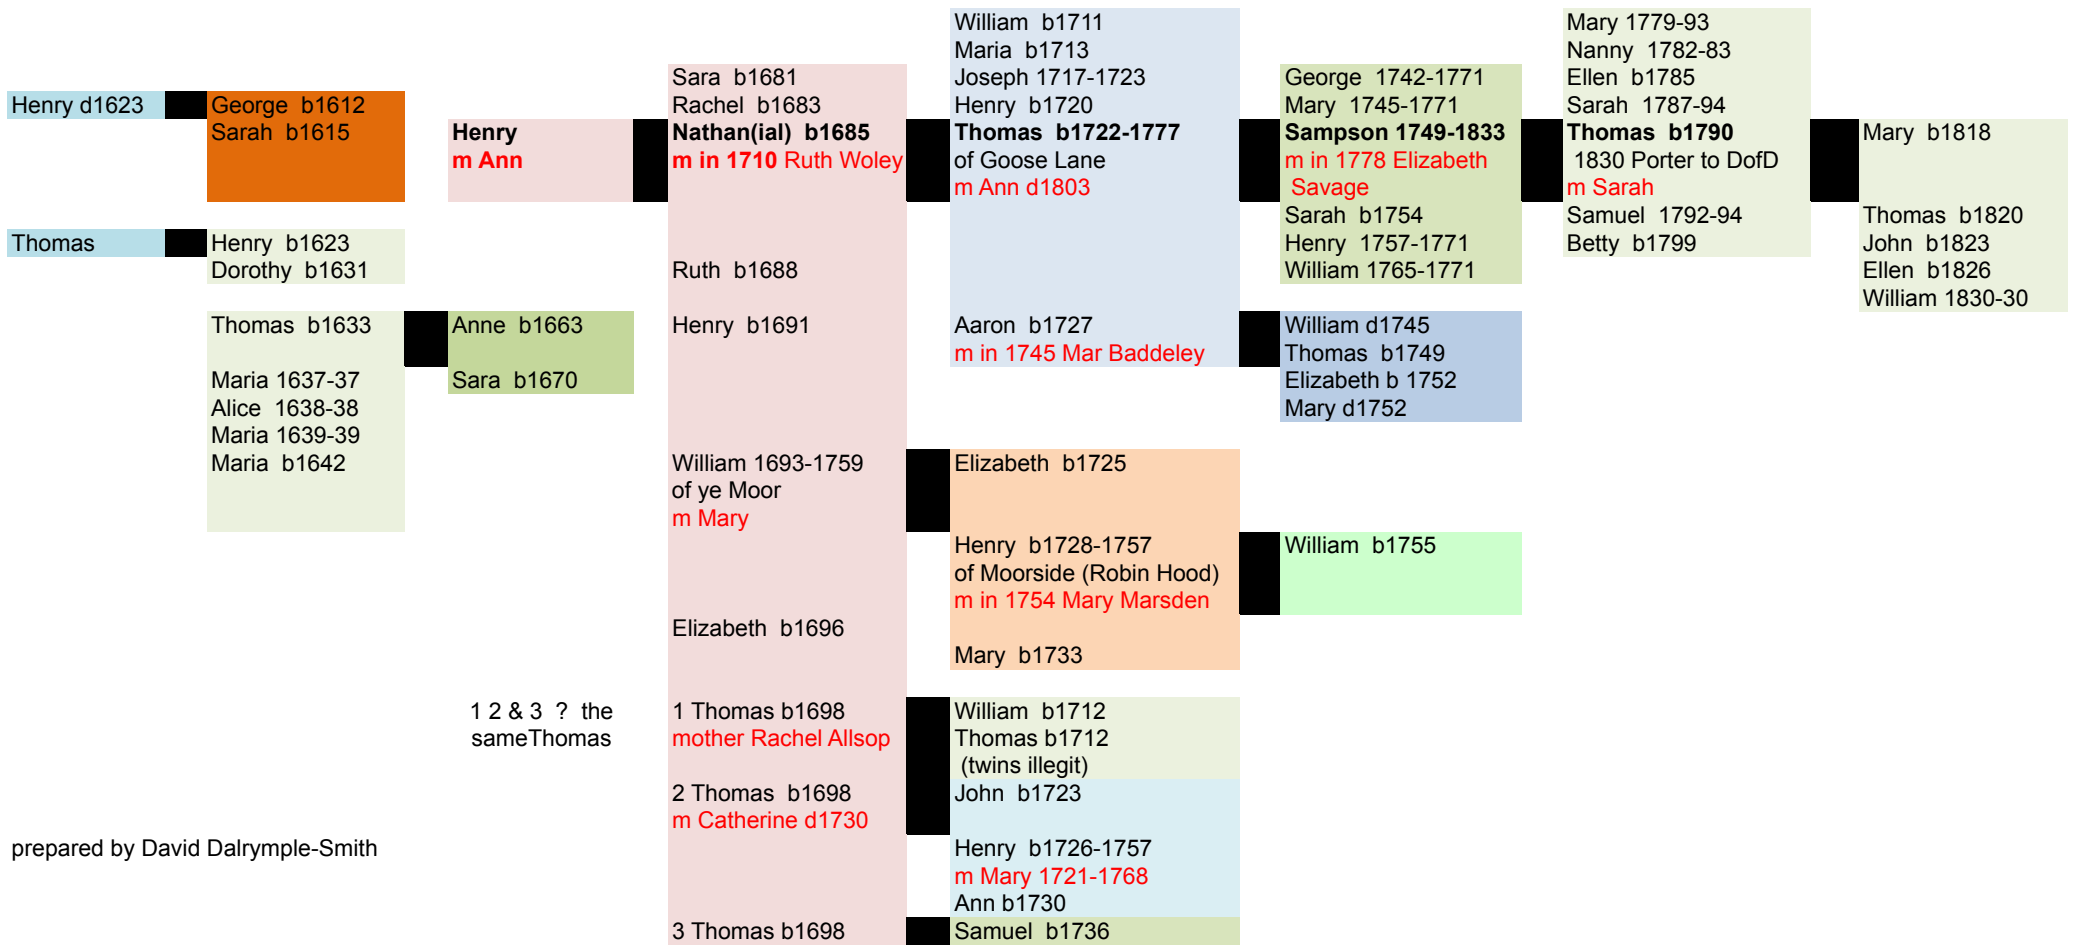 Henry d1623
George b1612
Sarah b1615
Thomas
Henry b1623
Dorothy b1631
Thomas b1633
Maria 1637-37
Alice 1638-38
Maria 1639-39
Maria b1642
Anne b1663
Sara b1670
Henry
m Ann
Sara b1681
Rachel b1683
Nathan(ial) b1685
m in 1710 Ruth Woley
Ruth b1688
Henry b1691
William 1693-1759
of ye Moor
m Mary
Elizabeth b1696
1 2 & 3 ? the
sameThomas
1 Thomas b1698
mother Rachel Allsop
2 Thomas b1698
m Catherine d1730
3 Thomas b1698
William b1711
Maria b1713
Joseph 1717-1723
Henry b1720
Thomas b1722-1777
of Goose Lane
m Ann d1803
Aaron b1727
m in 1745 Mar Baddeley
Elizabeth b1725
Henry b1728-1757
of Moorside (Robin Hood)
m in 1754 Mary Marsden
Mary b1733
William b1712
Thomas b1712
(twins illegit)
John b1723
Henry b1726-1757
m Mary 1721-1768
Ann b1730
Samuel b1736
George 1742-1771
Mary 1745-1771
Sampson 1749-1833
m in 1778 Elizabeth
Savage
Sarah b1754
Henry 1757-1771
William 1765-1771
William d1745
Thomas b1749
Elizabeth b 1752
Mary d1752
William b1755
Mary 1779-93
Nanny 1782-83
Ellen b1785
Sarah 1787-94
Thomas b1790
1830 Porter to DofD
m Sarah
Samuel 1792-94
Betty b1799
Mary b1818
Thomas b1820
John b1823
Ellen b1826
William 1830-30
prepared by David Dalrymple-Smith